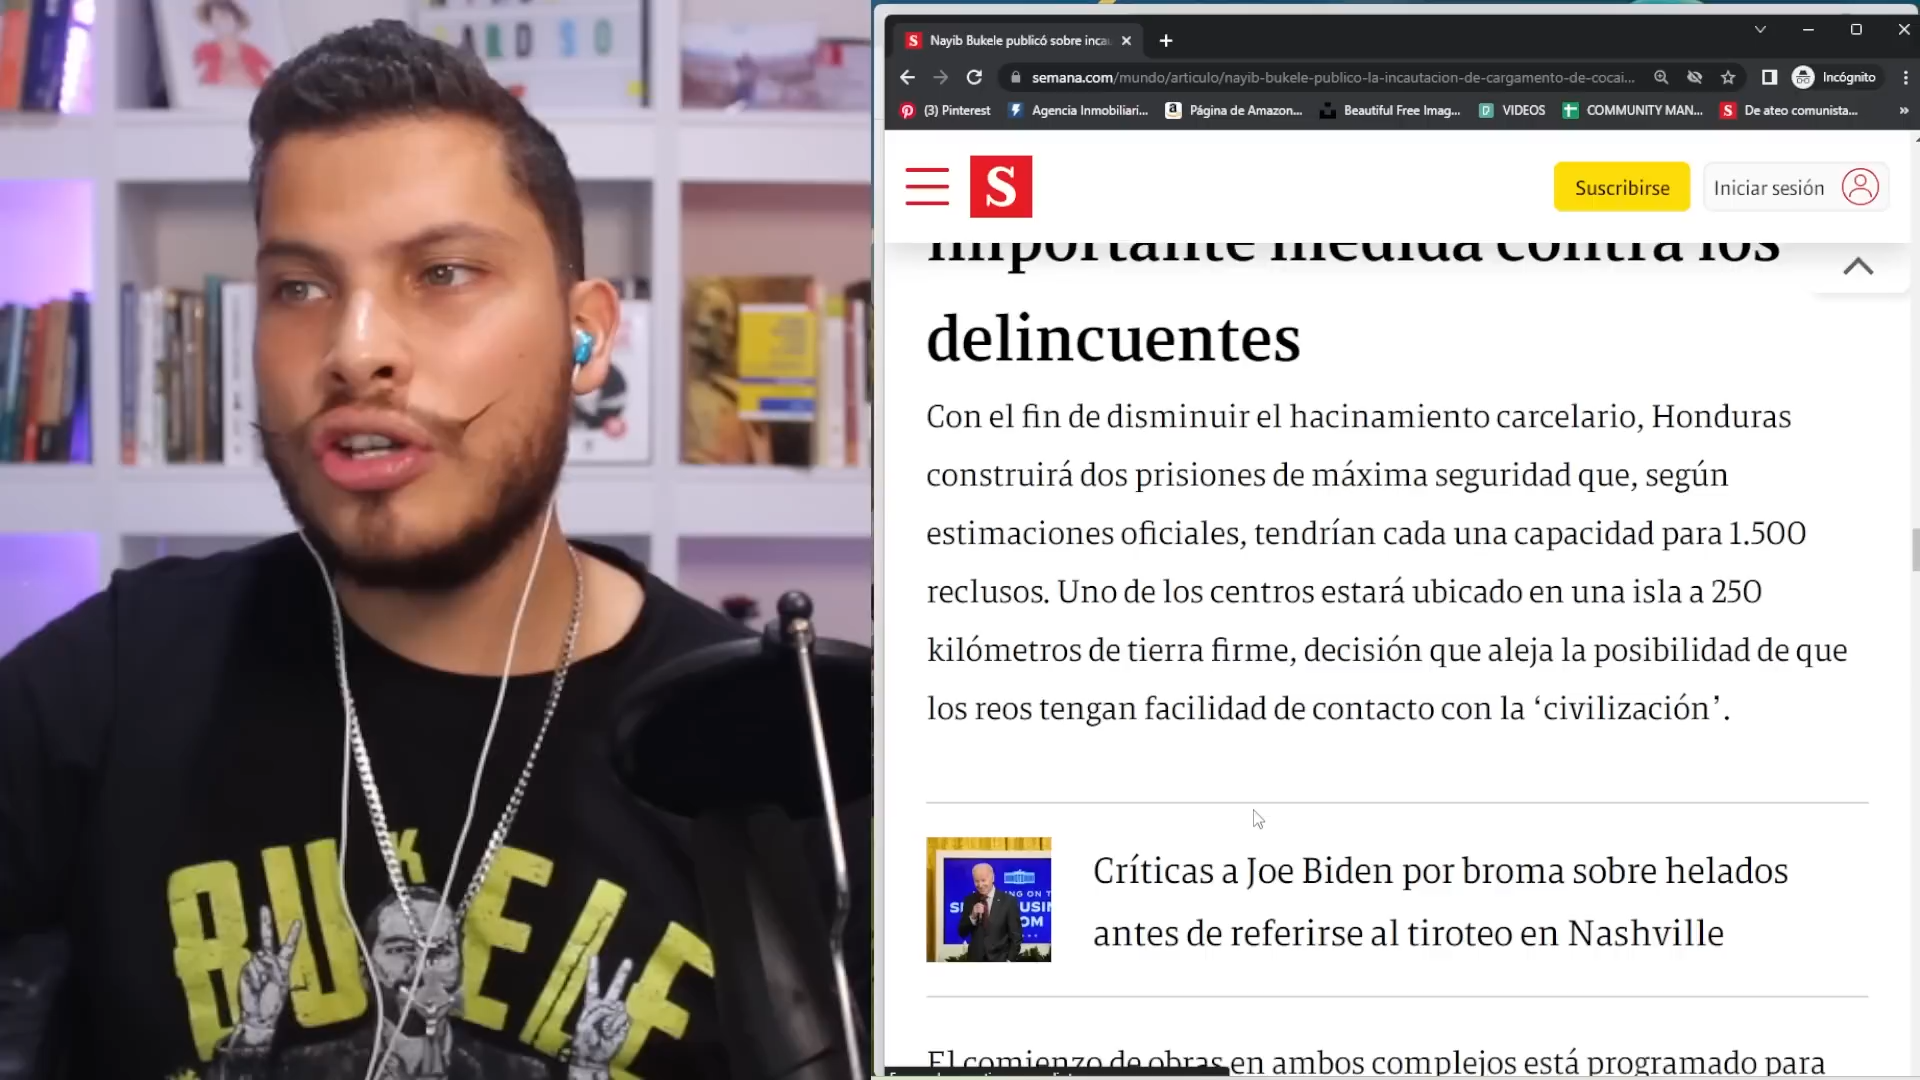 ARD SO
BUKELE
Nayib Bukele publicó sobre inca
semana.com/mundo/articulo/nayib-bukele-publico-la-incautacion-de-cargamento-de-cocai...
Incógnito
(3) Pinterest
Agencia Inmobiliari...
Página de Amazon...
Beautiful Free Imag...
VIDEOS
COMMUNITY MAN...
De ateo comunista...
»
S
Suscribirse
Iniciar sesión
importante medida contra los
delincuentes
Con el fin de disminuir el hacinamiento carcelario, Honduras
construirá dos prisiones de máxima seguridad que, según
estimaciones oficiales, tendrían cada una capacidad para 1.500
reclusos. Uno de los centros estará ubicado en una isla a 250
kilómetros de tierra firme, decisión que aleja la posibilidad de que
los reos tengan facilidad de contacto con la ‘civilización’.
Críticas a Joe Biden por broma sobre helados
antes de referirse al tiroteo en Nashville
El comienzo de obras en ambos complejos está programado para